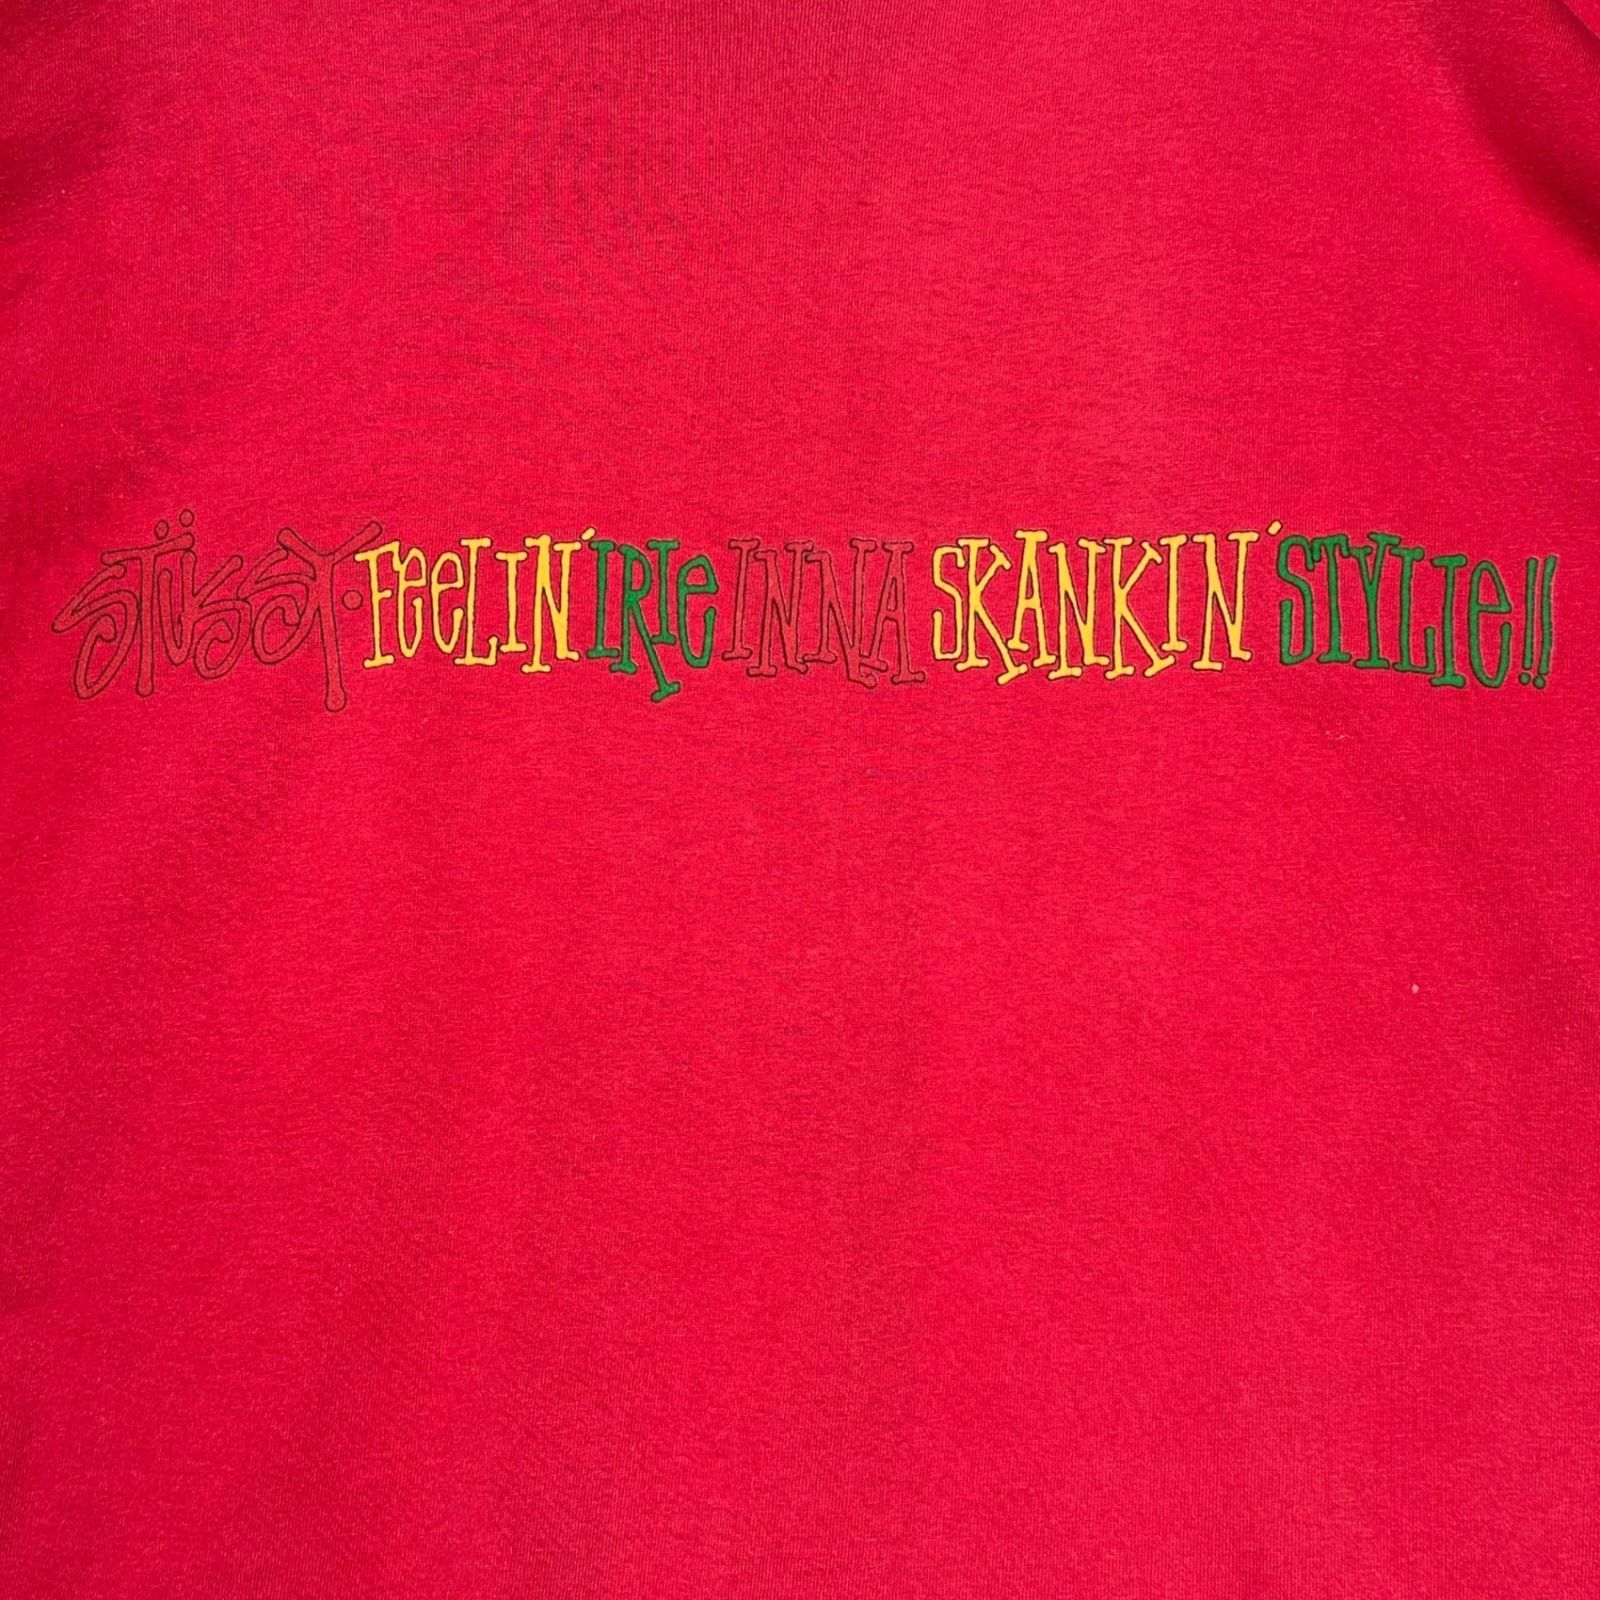 STÜSSY. FEELIN' IRIE INNA SKANKIN' STYLIE!!